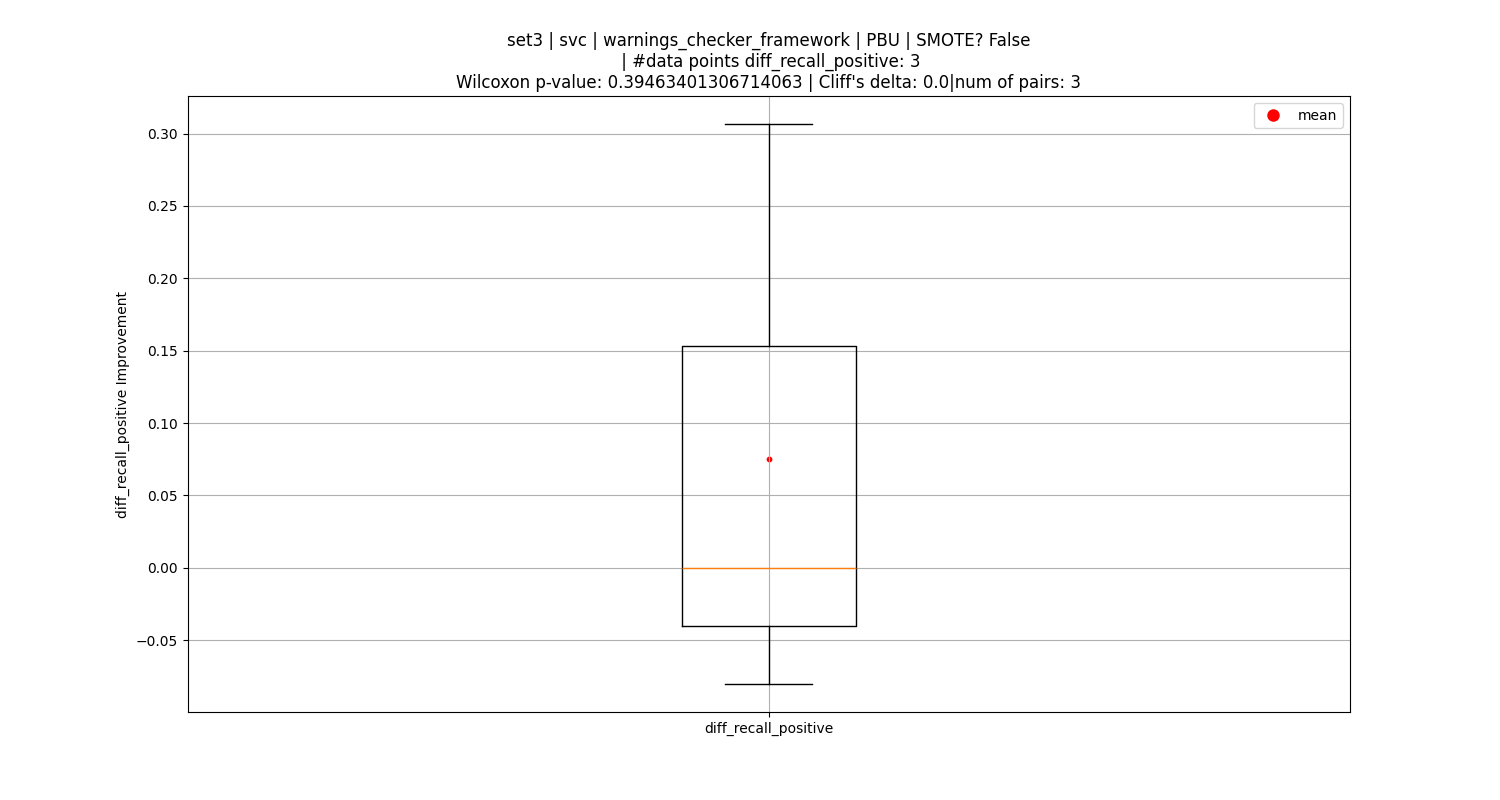 set3 | svc | warnings_checker_framework | PBU | SMOTE? False
| #data points diff_recall_positive: 3
Wilcoxon p-value: 0.39463401306714063 | Cliff's delta: 0.0|num of pairs: 3
mean
0.30
0.25
0.20
0.15
0.10
0.05
0.00
−0.05
diff_recall_positive Improvement
diff_recall_positive